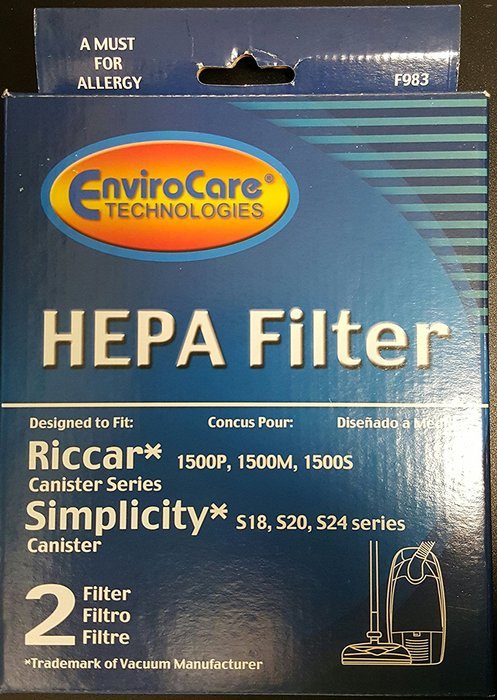 A MUST
FOR
ALLERGY
F983
EnviroCare®
TECHNOLOGIES
HEPA Filter
Designed to Fit: Concus Pour: Diseñado a
Riccar* 1500P, 1500M, 1500S
Canister Series
Simplicity* S18, S20, S24 series
Canister
2 Filter
Filtro
Filtre
*Trademark of Vacuum Manufacturer